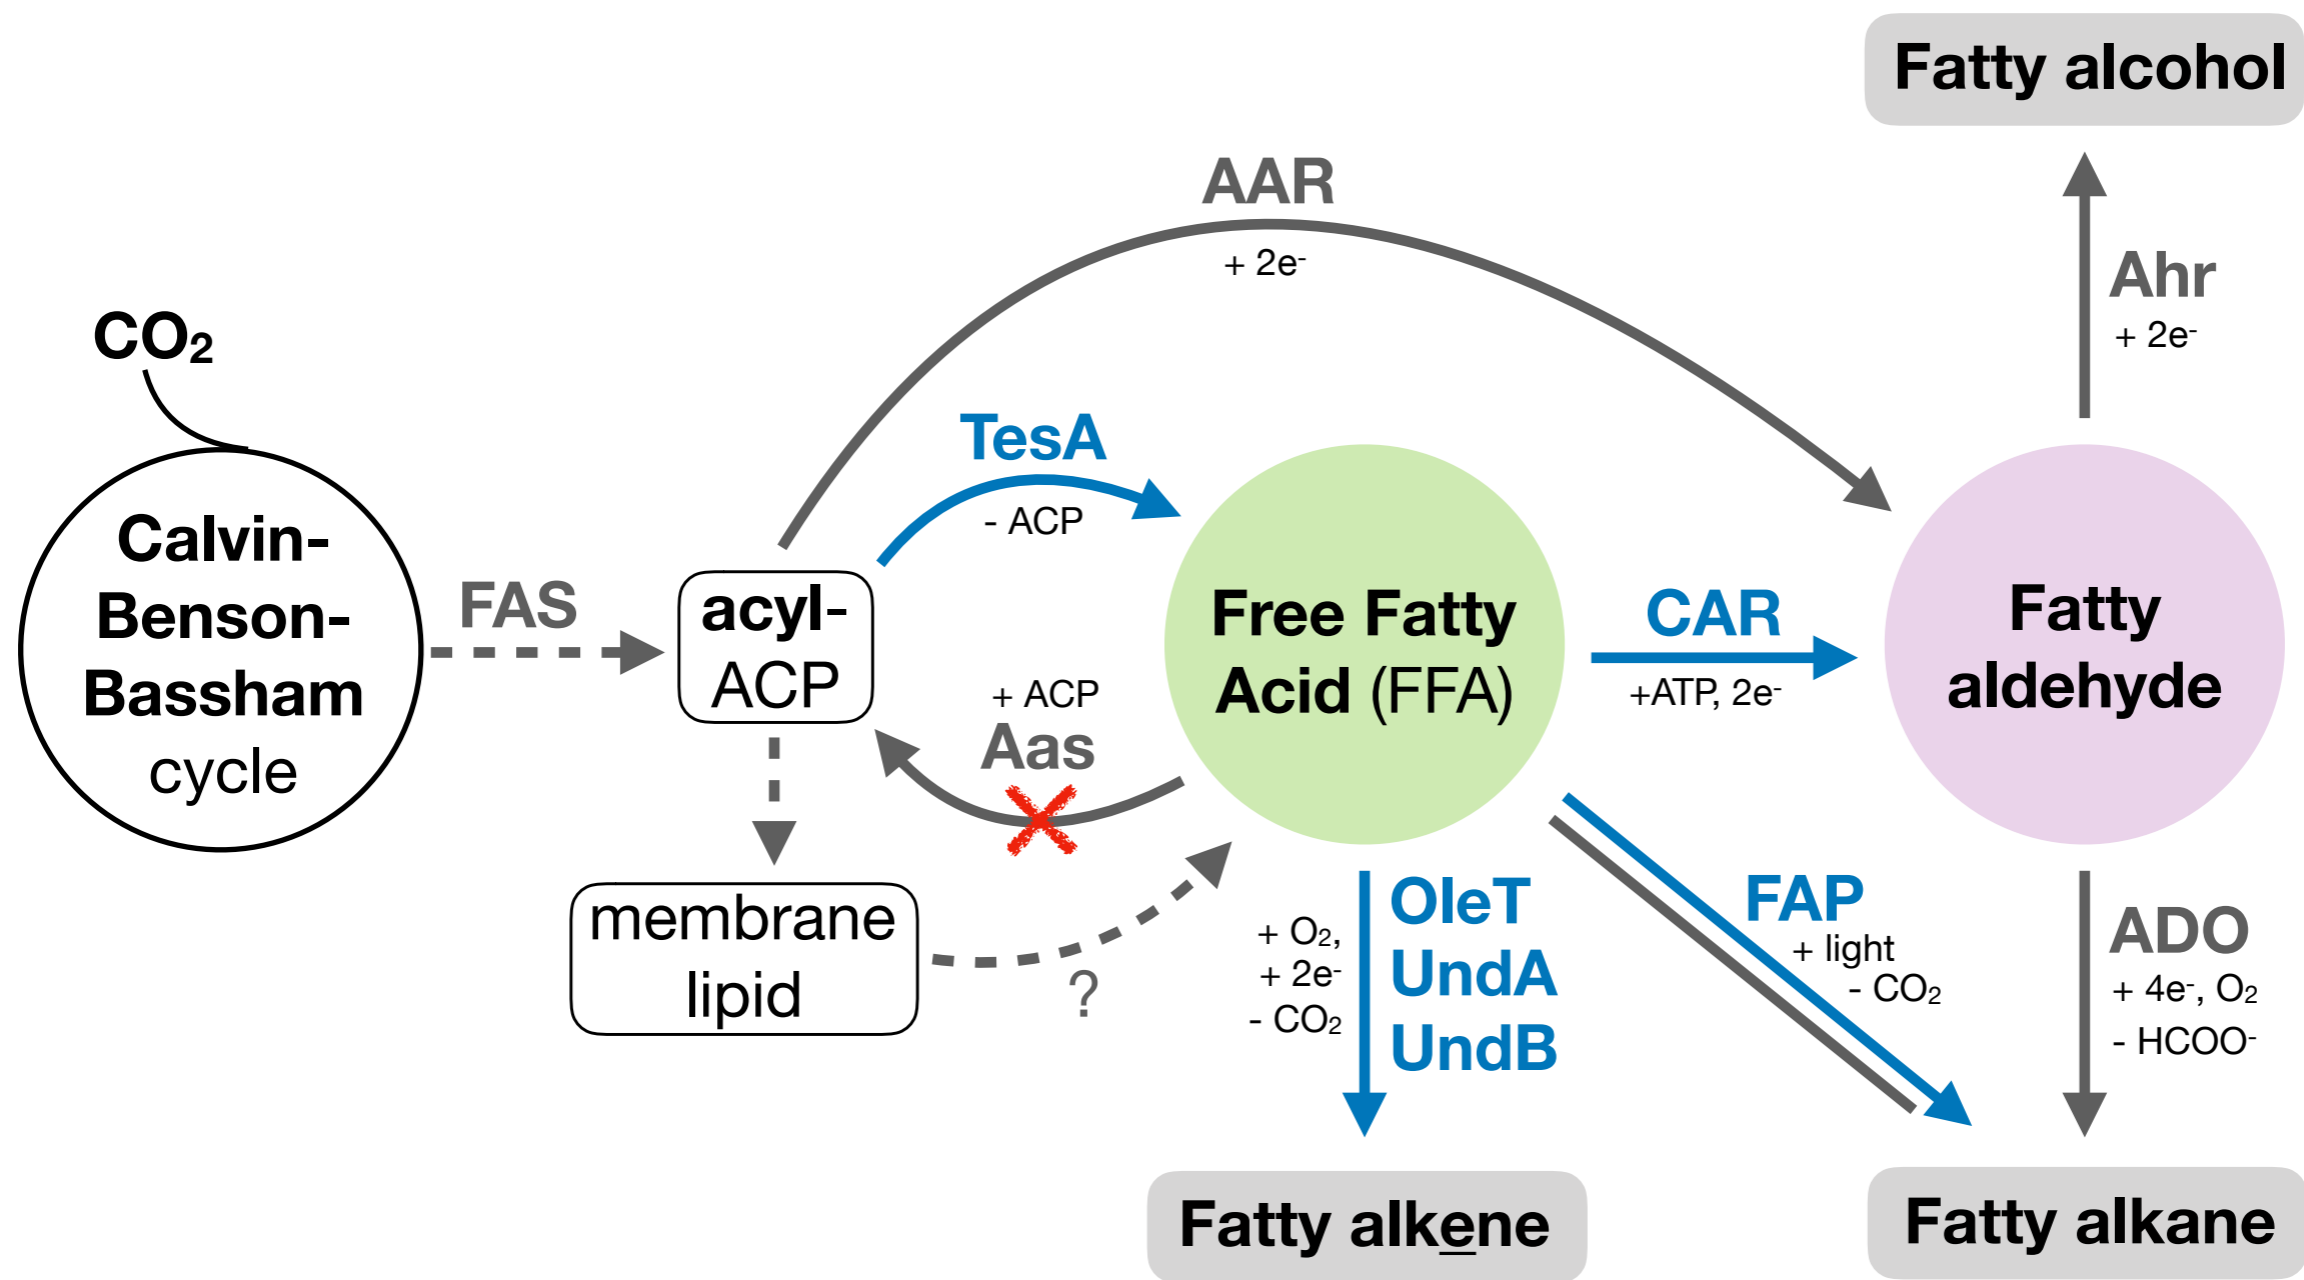 Fatty alcohol
AAR
+ 2e⁻
Ahr
+ 2e⁻
CO₂
Calvin-
Benson-
Bassham
cycle
FAS
acyl-
ACP
TesA
- ACP
+ ACP
Aas
Free Fatty
Acid (FFA)
CAR
+ATP, 2e⁻
Fatty
aldehyde
membrane
lipid
?
+ O₂,
+ 2e⁻
- CO₂
OleT
UndA
UndB
FAP
+ light
- CO₂
ADO
+ 4e⁻, O₂
- HCOO⁻
Fatty alkene
Fatty alkane